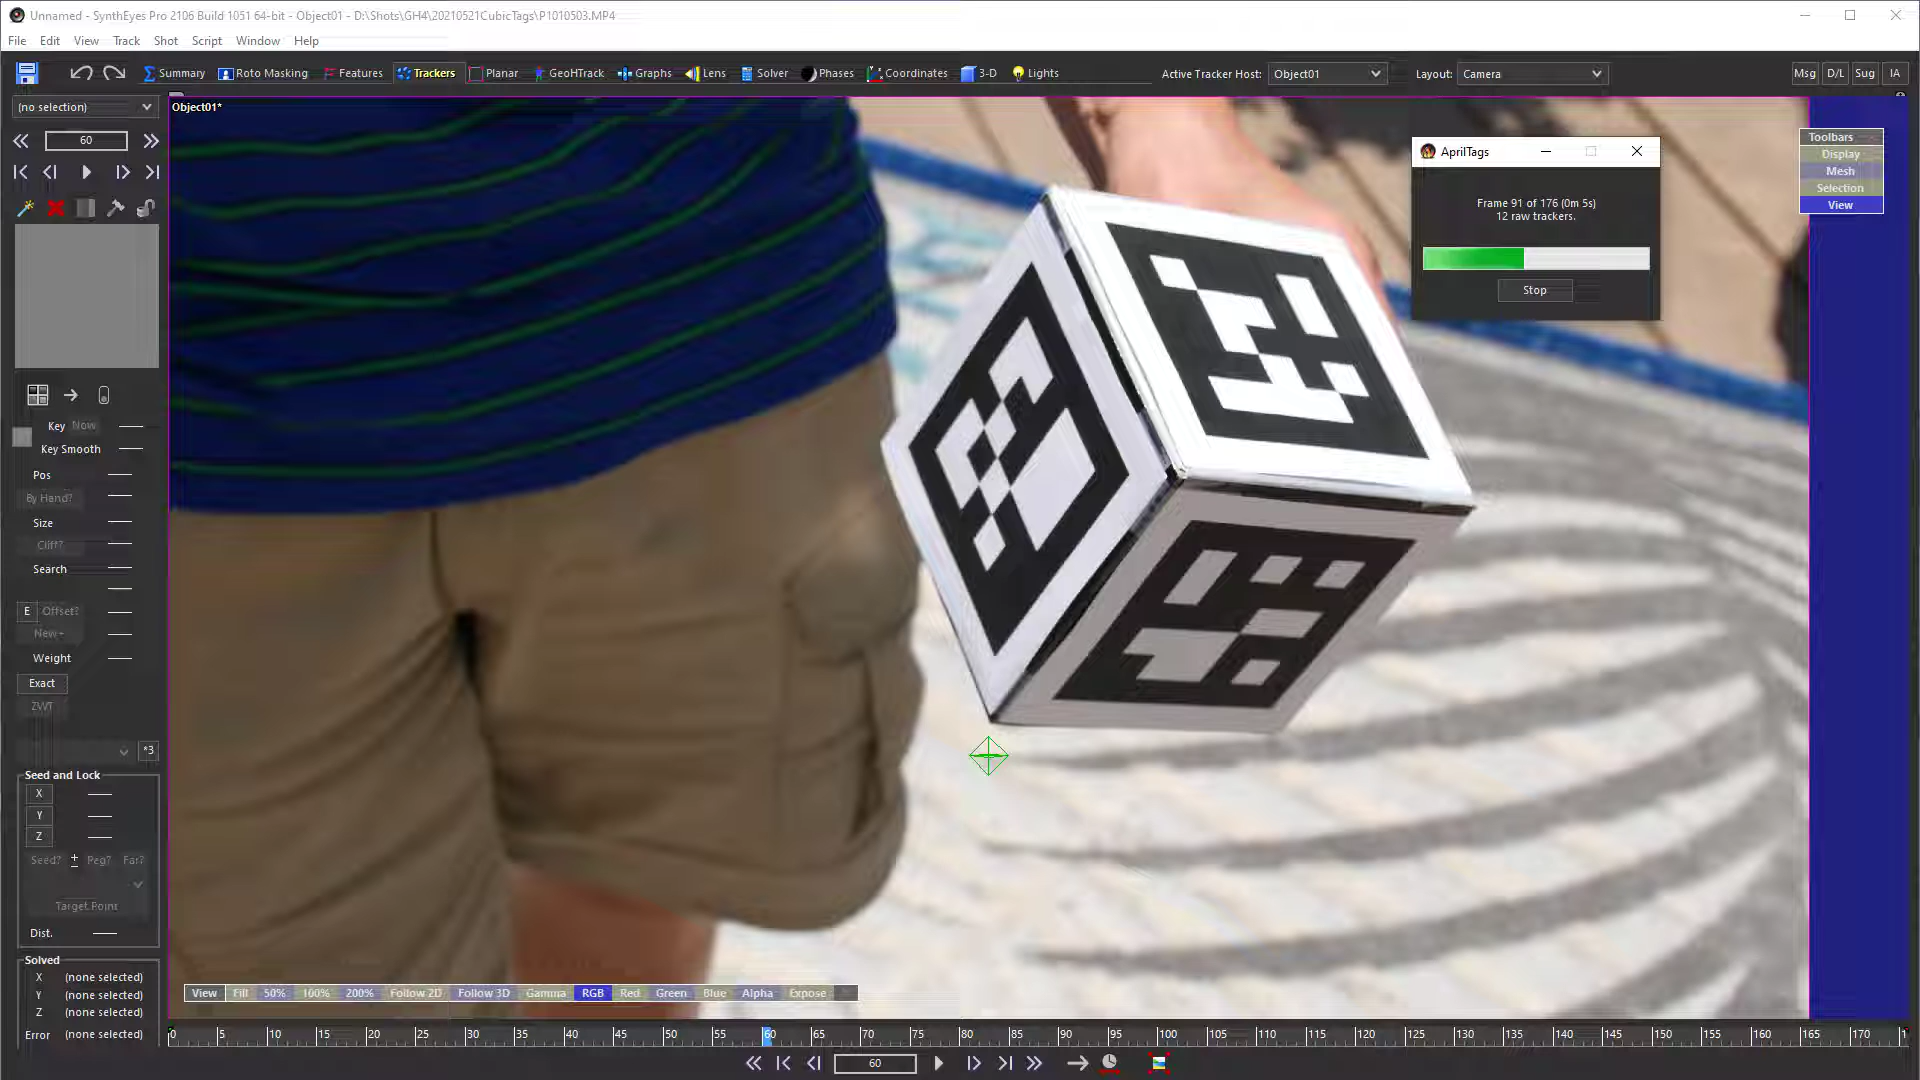 Unnamed - SynthEyes Pro 2106 Build 1051 64-bit - Object01 - D:\Shots\GH4\20210521CubicTags\P1010503.MP4
File Edit View Track Shot Script Window Help
Summary Roto Masking Features Trackers Planar GeoHTrack Graphs Lens Solver Phases Coordinates 3-D Lights Active Tracker Host: Object01 Layout: Camera Msg D/L Sug IA
(no selection)
Object01*
60
AprilTags
Frame 91 of 176 (0m 5s)
12 raw trackers.
Stop
Toolbars
Display
Mesh
Selection
View
Key Now
Key Smooth
Pos
By Hand?
Size
Cliff?
Search
E Offset?
New+
Weight
Exact
ZWT
*3
Seed and Lock
X
Y
Z
Seed? ± Peg? Far?
Target Point
Dist.
Solved
X (none selected)
Y (none selected)
Z (none selected)
Error (none selected)
View Fill 50% 100% 200% Follow 2D Follow 3D Gamma RGB Red Green Blue Alpha Expose
0 5 10 15 20 25 30 35 40 45 50 55 60 65 70 75 80 85 90 95 100 105 110 115 120 125 130 135 140 145 150 155 160 165 170
60